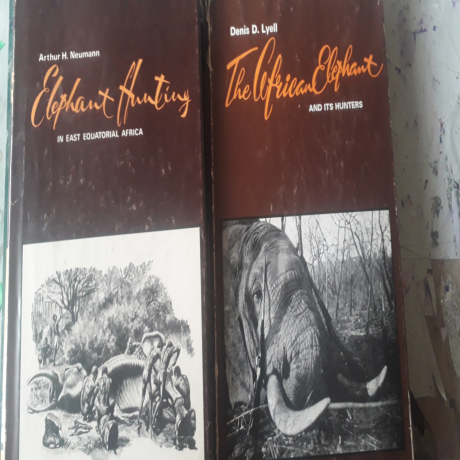 Arthur H. Neumann
Elephant Hunting
IN EAST EQUATORIAL AFRICA
Denis D. Lyell
The African Elephant
AND ITS HUNTERS